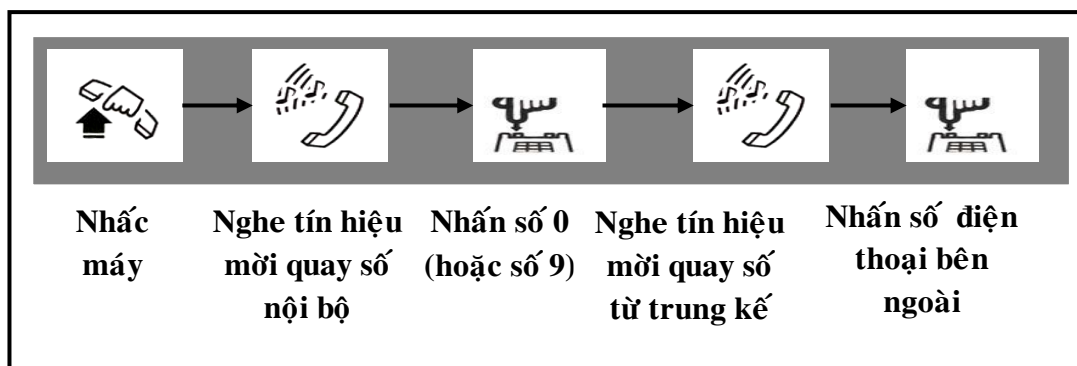 Nhấc
máy
Nghe tín hiệu
mời quay số
nội bộ
Nhấn số 0
(hoặc số 9)
Nghe tín hiệu
mời quay số
từ trung kế
Nhấn số điện
thoại bên
ngoài